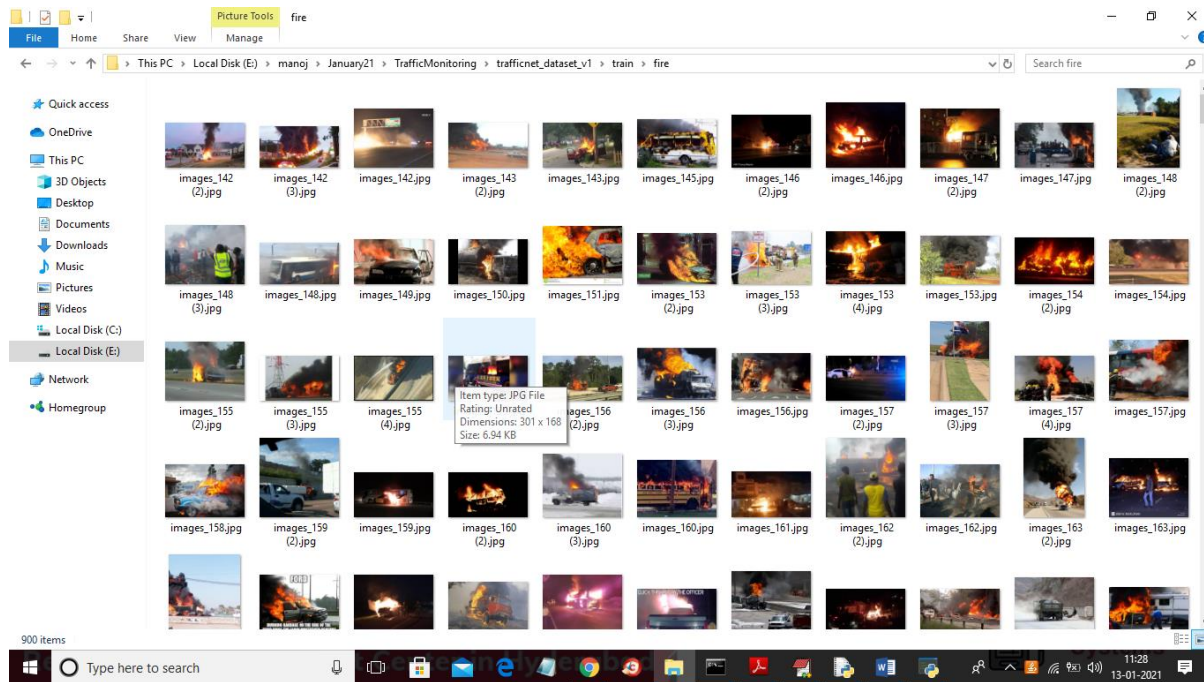 Picture Tools
fire
File
Home
Share
View
Manage
This PC
Local Disk (E:)
manoj
January21
TrafficMonitoring
trafficnet_dataset_v1
train
fire
Search fire
Quick access
OneDrive
This PC
3D Objects
Desktop
Documents
Downloads
Music
Pictures
Videos
Local Disk (C:)
Local Disk (E:)
Network
Homegroup
images_142
(2).jpg
images_142
(3).jpg
images_142.jpg
images_143
(2).jpg
images_143.jpg
images_145.jpg
images_146
(2).jpg
images_146.jpg
images_147
(2).jpg
images_147.jpg
images_148
(2).jpg
images_148
(3).jpg
images_148.jpg
images_149.jpg
images_150.jpg
images_151.jpg
images_153
(2).jpg
images_153
(3).jpg
images_153
(4).jpg
images_153.jpg
images_154
(2).jpg
images_154.jpg
images_155
(2).jpg
images_155
(3).jpg
images_155
(4).jpg
Item type: JPG File
Rating: Unrated
Dimensions: 301 x 168
Size: 6.94 KB
ages_156
(2).jpg
images_156
(3).jpg
images_156.jpg
images_157
(2).jpg
images_157
(3).jpg
images_157
(4).jpg
images_157.jpg
images_158.jpg
images_159
(2).jpg
images_159.jpg
images_160
(2).jpg
images_160
(3).jpg
images_160.jpg
images_161.jpg
images_162
(2).jpg
images_162.jpg
images_163
(2).jpg
images_163.jpg
900 items
Type here to search
11:28
13-01-2021